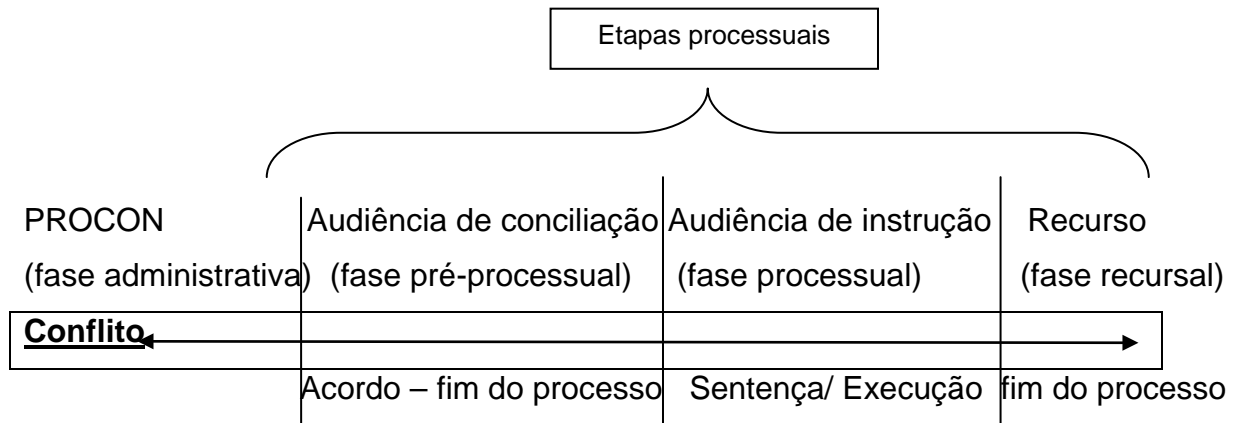 Etapas processuais
PROCON Audiência de conciliação Audiência de instrução Recurso
(fase administrativa) (fase pré-processual) (fase processual) (fase recursal)
Conflito
Acordo – fim do processo Sentença/ Execução fim do processo